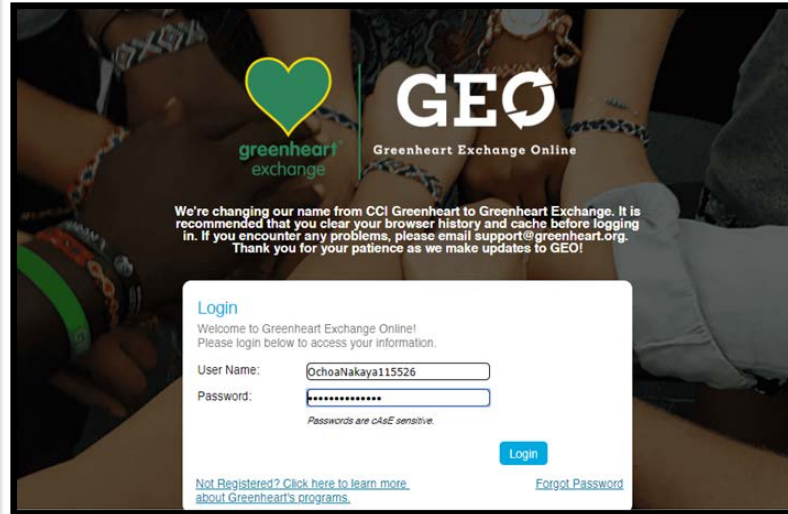 GEO
greenheart™
exchange
Greenheart Exchange Online
We're changing our name from CCI Greenheart to Greenheart Exchange. It is
recommended that you clear your browser history and cache before logging
in. If you encounter any problems, please email support@greenheart.org.
Thank you for your patience as we make updates to GEO!
Login
Welcome to Greenheart Exchange Online!
Please login below to access your information.
User Name:
OchoaNakaya115526
Password:
••••••••••••••
Passwords are cAsE sensitive.
Login
Not Registered? Click here to learn more
about Greenheart's programs.
Forgot Password